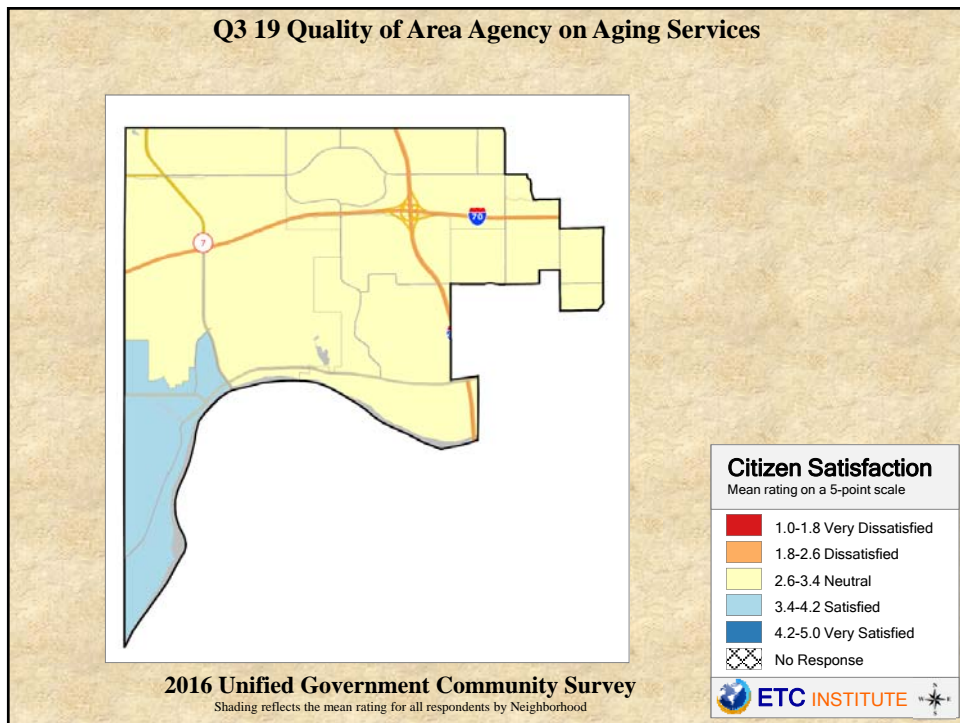 Q3 19 Quality of Area Agency on Aging Services
70
7
Citizen Satisfaction
Mean rating on a 5-point scale
1.0-1.8 Very Dissatisfied
1.8-2.6 Dissatisfied
2.6-3.4 Neutral
3.4-4.2 Satisfied
4.2-5.0 Very Satisfied
No Response
ETC INSTITUTE
W N E S
2016 Unified Government Community Survey
Shading reflects the mean rating for all respondents by Neighborhood